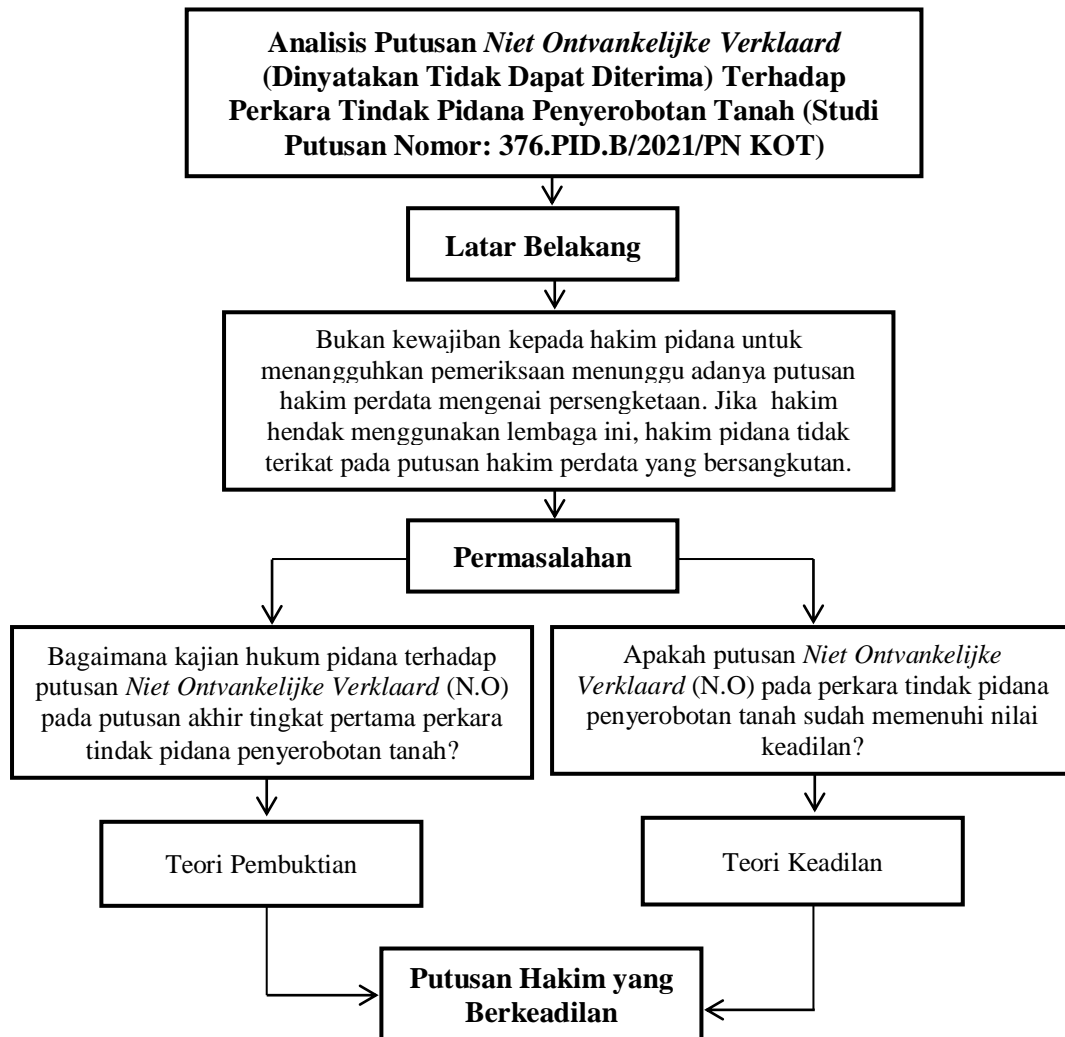 Analisis Putusan Niet Ontvankelijke Verklaard
(Dinyatakan Tidak Dapat Diterima) Terhadap
Perkara Tindak Pidana Penyerobotan Tanah (Studi
Putusan Nomor: 376.PID.B/2021/PN KOT)
Latar Belakang
Bukan kewajiban kepada hakim pidana untuk
menangguhkan pemeriksaan menunggu adanya putusan
hakim perdata mengenai persengketaan. Jika hakim
hendak menggunakan lembaga ini, hakim pidana tidak
terikat pada putusan hakim perdata yang bersangkutan.
Permasalahan
Bagaimana kajian hukum pidana terhadap
putusan Niet Ontvankelijke Verklaard (N.O)
pada putusan akhir tingkat pertama perkara
tindak pidana penyerobotan tanah?
Apakah putusan Niet Ontvankelijke
Verklaard (N.O) pada perkara tindak pidana
penyerobotan tanah sudah memenuhi nilai
keadilan?
Teori Pembuktian
Teori Keadilan
Putusan Hakim yang
Berkeadilan